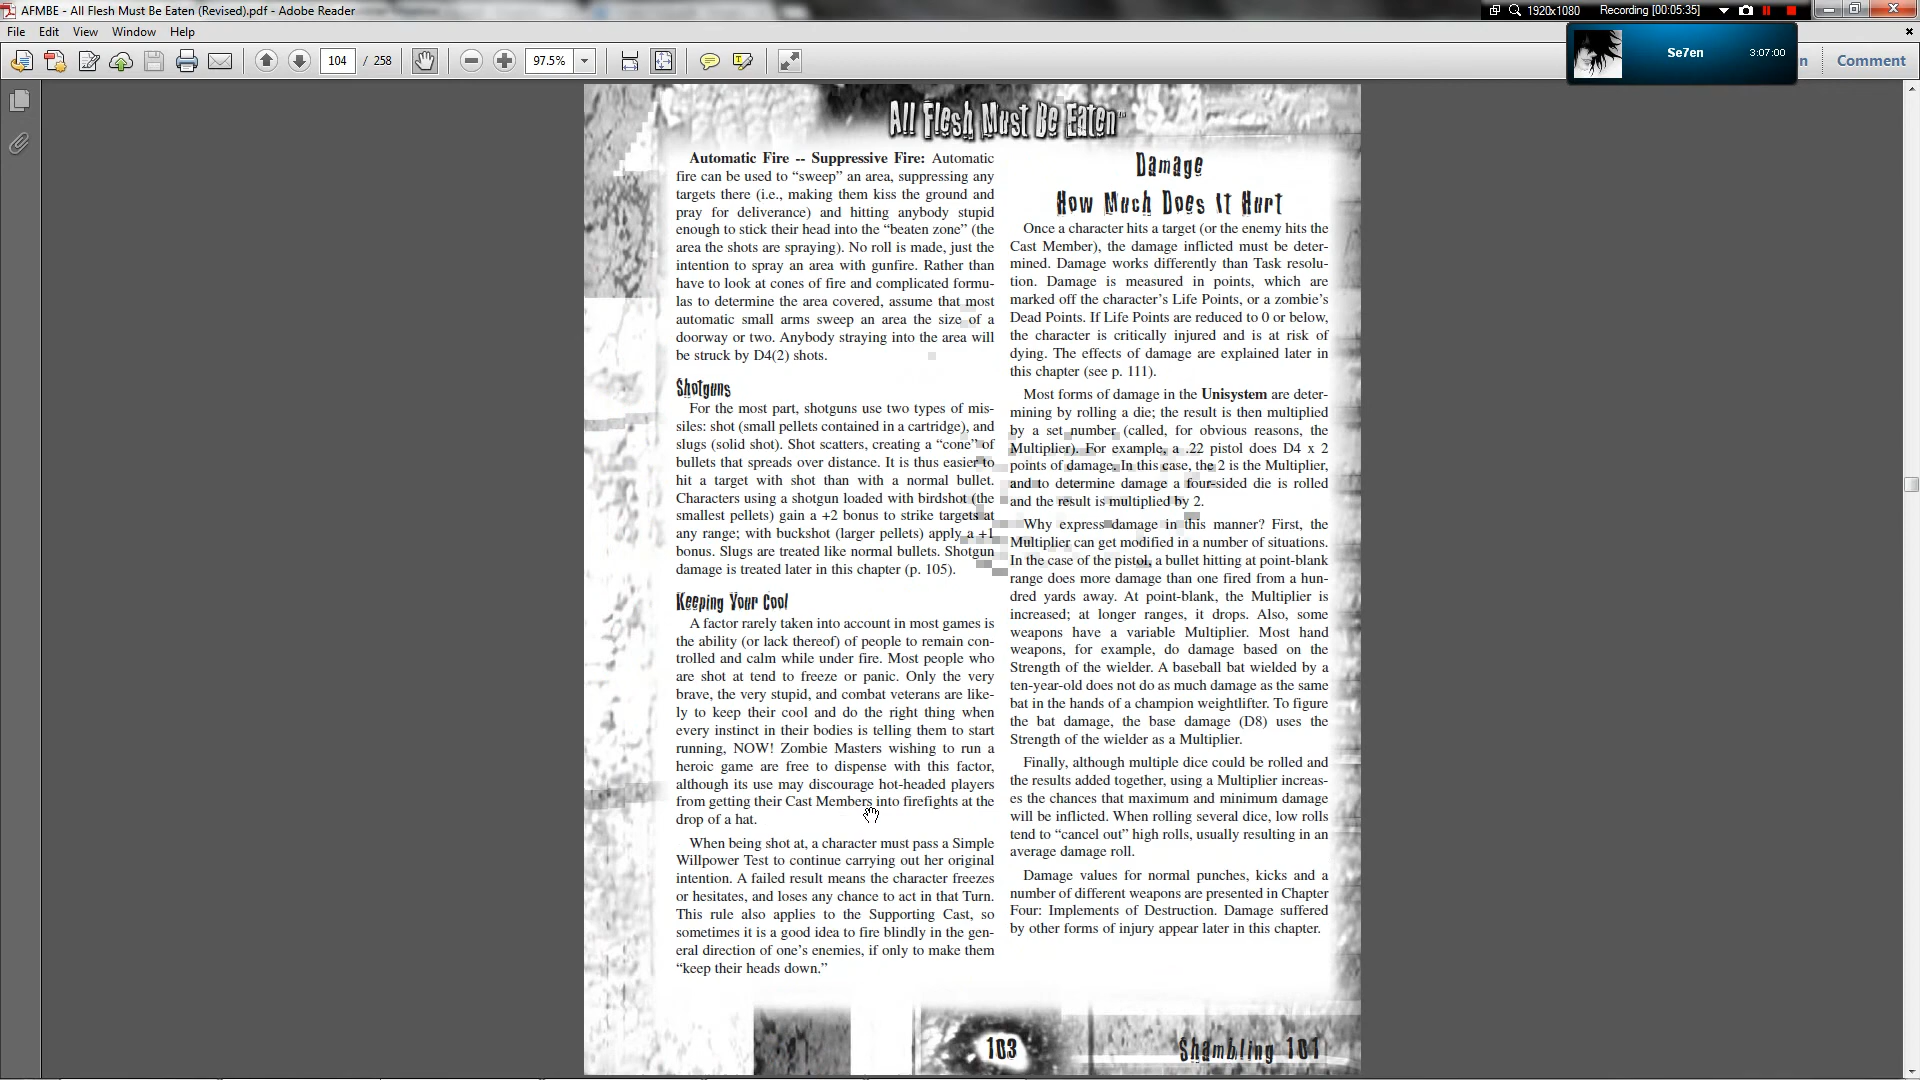 AFMBE - All Flesh Must Be Eaten (Revised).pdf - Adobe Reader
1920x1080
Recording [00:05:35]
File Edit View Window Help
104 / 258
97.5%
Se7en
3:07:00
n
Comment
All Flesh Must Be Eaten™
Automatic Fire -- Suppressive Fire: Automatic
fire can be used to “sweep” an area, suppressing any
targets there (i.e., making them kiss the ground and
pray for deliverance) and hitting anybody stupid
enough to stick their head into the “beaten zone” (the
area the shots are spraying). No roll is made, just the
intention to spray an area with gunfire. Rather than
have to look at cones of fire and complicated formu-
las to determine the area covered, assume that most
automatic small arms sweep an area the size of a
doorway or two. Anybody straying into the area will
be struck by D4(2) shots.
Shotguns
For the most part, shotguns use two types of mis-
siles: shot (small pellets contained in a cartridge), and
slugs (solid shot). Shot scatters, creating a “cone” of
bullets that spreads over distance. It is thus easier to
hit a target with shot than with a normal bullet.
Characters using a shotgun loaded with birdshot (the
smallest pellets) gain a +2 bonus to strike targets at
any range; with buckshot (larger pellets) apply a +1
bonus. Slugs are treated like normal bullets. Shotgun
damage is treated later in this chapter (p. 105).
Keeping Your Cool
A factor rarely taken into account in most games is
the ability (or lack thereof) of people to remain con-
trolled and calm while under fire. Most people who
are shot at tend to freeze or panic. Only the very
brave, the very stupid, and combat veterans are like-
ly to keep their cool and do the right thing when
every instinct in their bodies is telling them to start
running, NOW! Zombie Masters wishing to run a
heroic game are free to dispense with this factor,
although its use may discourage hot-headed players
from getting their Cast Members into firefights at the
drop of a hat.
When being shot at, a character must pass a Simple
Willpower Test to continue carrying out her original
intention. A failed result means the character freezes
or hesitates, and loses any chance to act in that Turn.
This rule also applies to the Supporting Cast, so
sometimes it is a good idea to fire blindly in the gen-
eral direction of one’s enemies, if only to make them
“keep their heads down.”
Damage
How Much Does It Hurt
Once a character hits a target (or the enemy hits the
Cast Member), the damage inflicted must be deter-
mined. Damage works differently than Task resolu-
tion. Damage is measured in points, which are
marked off the character’s Life Points, or a zombie’s
Dead Points. If Life Points are reduced to 0 or below,
the character is critically injured and is at risk of
dying. The effects of damage are explained later in
this chapter (see p. 111).
Most forms of damage in the Unisystem are deter-
mining by rolling a die; the result is then multiplied
by a set number (called, for obvious reasons, the
Multiplier). For example, a .22 pistol does D4 x 2
points of damage. In this case, the 2 is the Multiplier,
and to determine damage a four-sided die is rolled
and the result is multiplied by 2.
Why express damage in this manner? First, the
Multiplier can get modified in a number of situations.
In the case of the pistol, a bullet hitting at point-blank
range does more damage than one fired from a hun-
dred yards away. At point-blank, the Multiplier is
increased; at longer ranges, it drops. Also, some
weapons have a variable Multiplier. Most hand
weapons, for example, do damage based on the
Strength of the wielder. A baseball bat wielded by a
ten-year-old does not do as much damage as the same
bat in the hands of a champion weightlifter. To figure
the bat damage, the base damage (D8) uses the
Strength of the wielder as a Multiplier.
Finally, although multiple dice could be rolled and
the results added together, using a Multiplier increas-
es the chances that maximum and minimum damage
will be inflicted. When rolling several dice, low rolls
tend to “cancel out” high rolls, usually resulting in an
average damage roll.
Damage values for normal punches, kicks and a
number of different weapons are presented in Chapter
Four: Implements of Destruction. Damage suffered
by other forms of injury appear later in this chapter.
103
Shambling 101